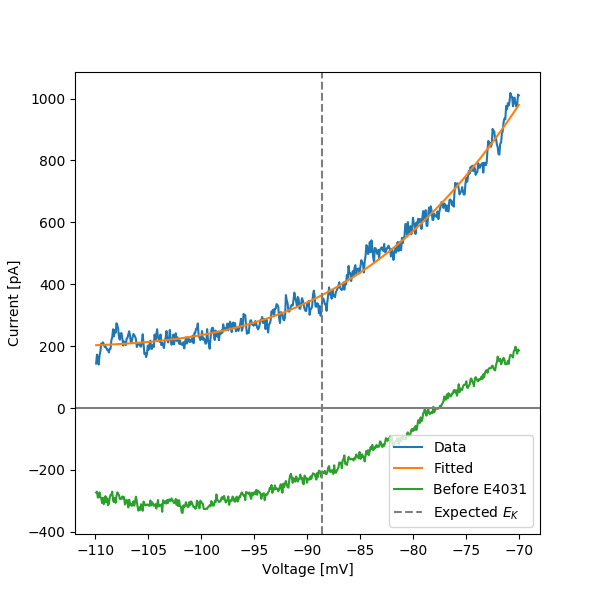 1000
800
600
400
200
0
−200
−400
Current [pA]
−110
−105
−100
−95
−90
−85
−80
−75
−70
Voltage [mV]
Data
Fitted
Before E4031
Expected E_K